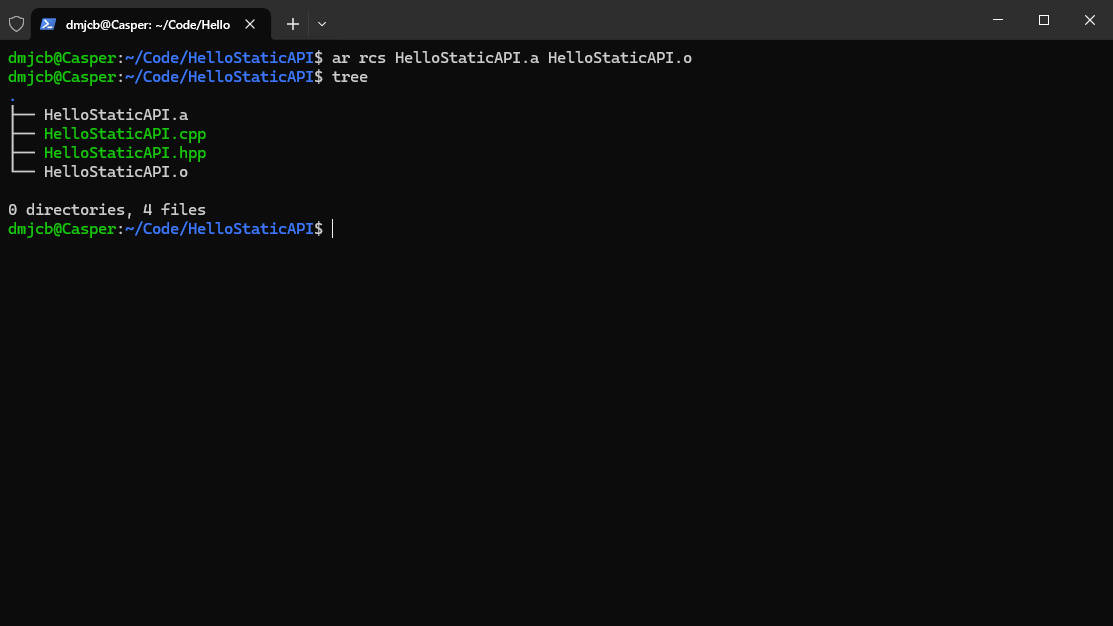 dmjcb@Casper: ~/Code/Hello
dmjcb@Casper:~/Code/HelloStaticAPI$ ar rcs HelloStaticAPI.a HelloStaticAPI.o
dmjcb@Casper:~/Code/HelloStaticAPI$ tree
.
├── HelloStaticAPI.a
├── HelloStaticAPI.cpp
├── HelloStaticAPI.hpp
└── HelloStaticAPI.o
0 directories, 4 files
dmjcb@Casper:~/Code/HelloStaticAPI$